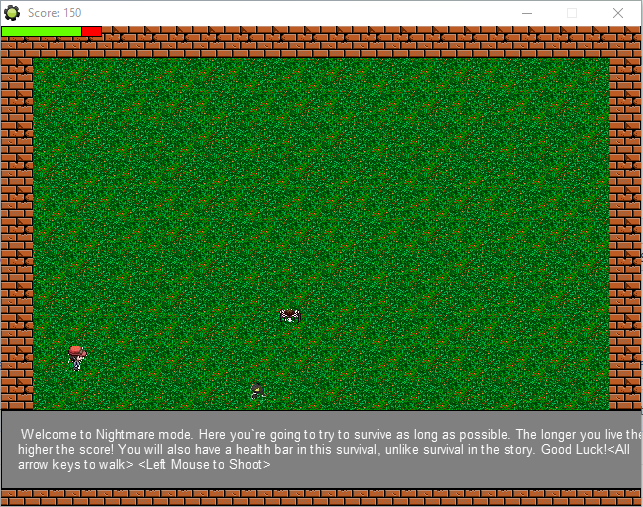 Score: 150
Welcome to Nightmare mode. Here you`re going to try to survive as long as possible. The longer you live the
higher the score! You will also have a health bar in this survival, unlike survival in the story. Good Luck!<All
arrow keys to walk> <Left Mouse to Shoot>